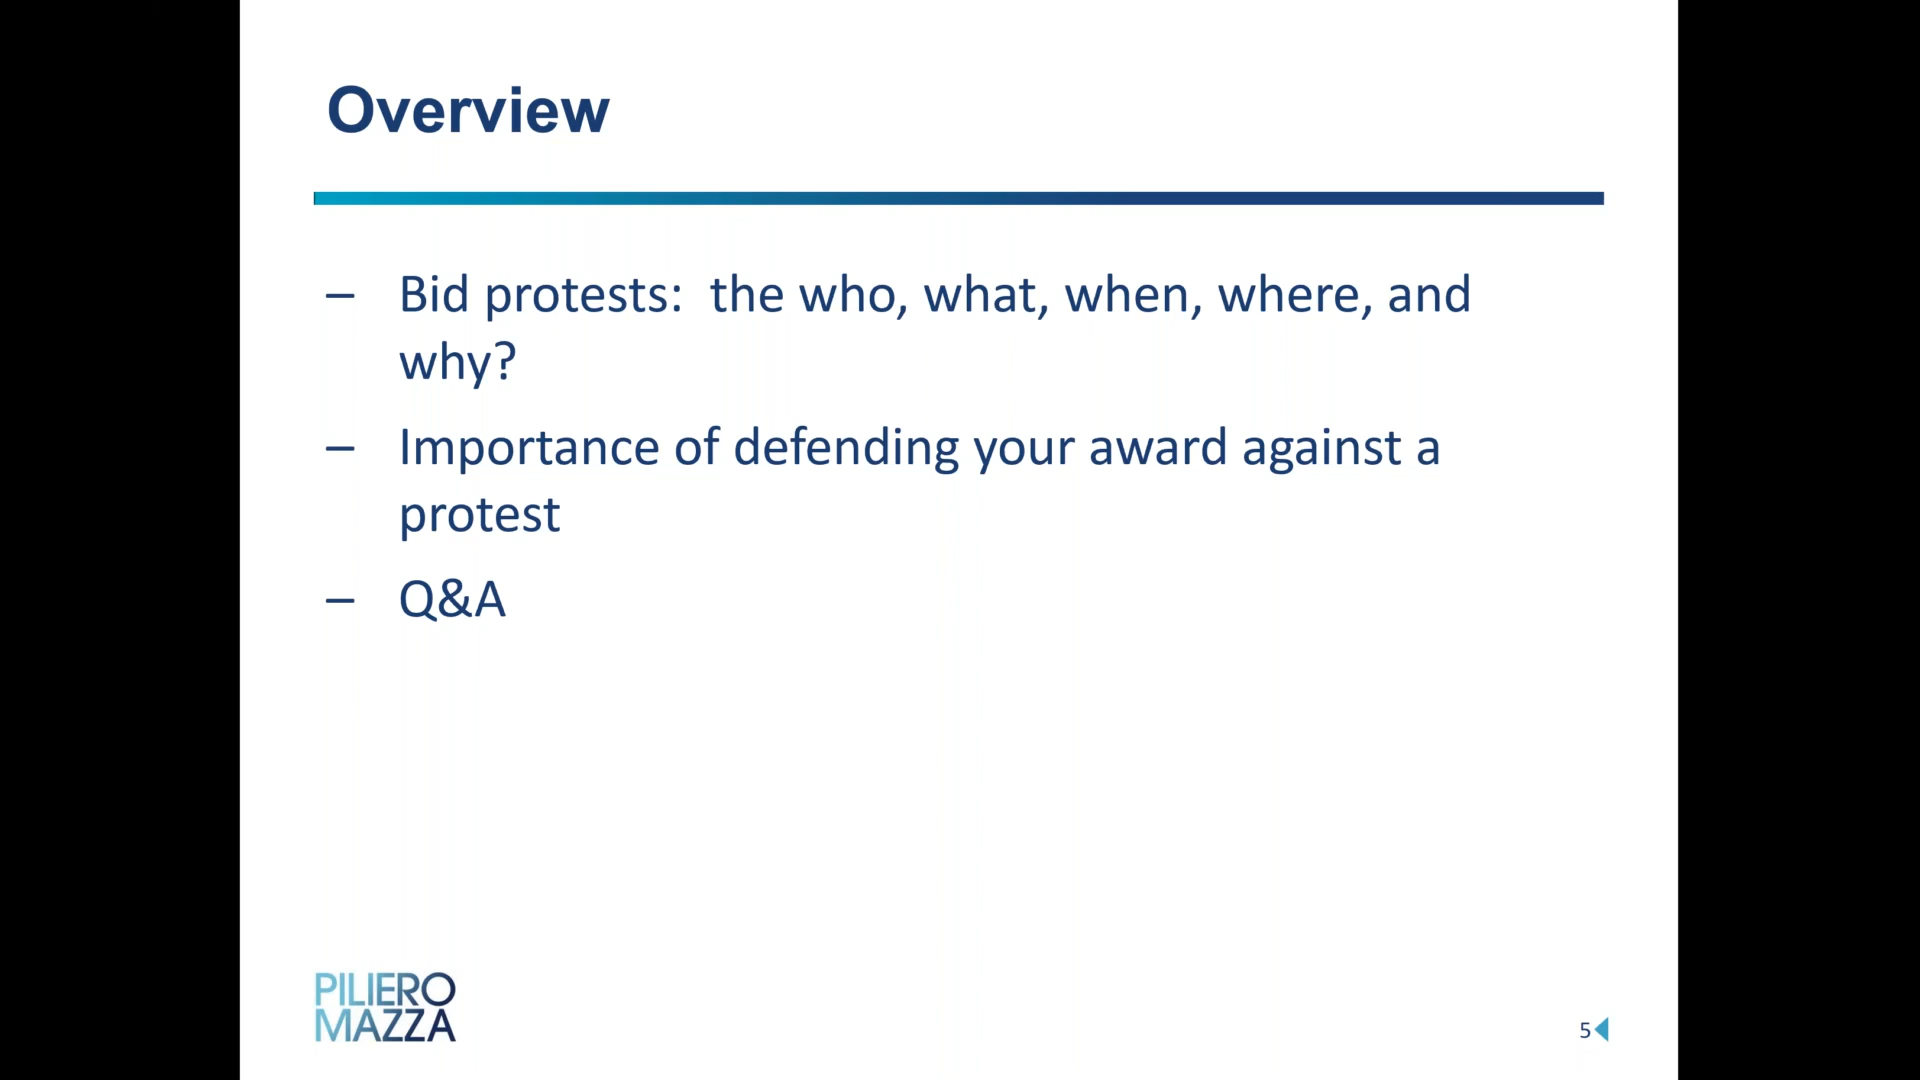 Overview
– Bid protests:  the who, what, when, where, and
why?
– Importance of defending your award against a
protest
– Q&A
PILIERO
MAZZA
5